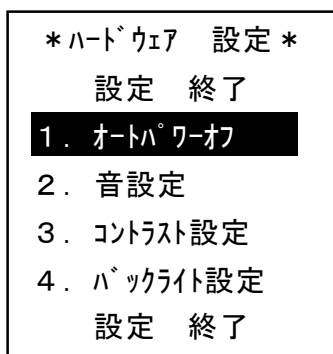 ＊ﾊｰﾄﾞｳｪｱ　設定＊
設定　終了
１．ｵｰﾄﾊﾟﾜｰｵﾌ
２．音設定
３．ｺﾝﾄﾗｽﾄ設定
４．ﾊﾞｯｸﾗｲﾄ設定
設定　終了